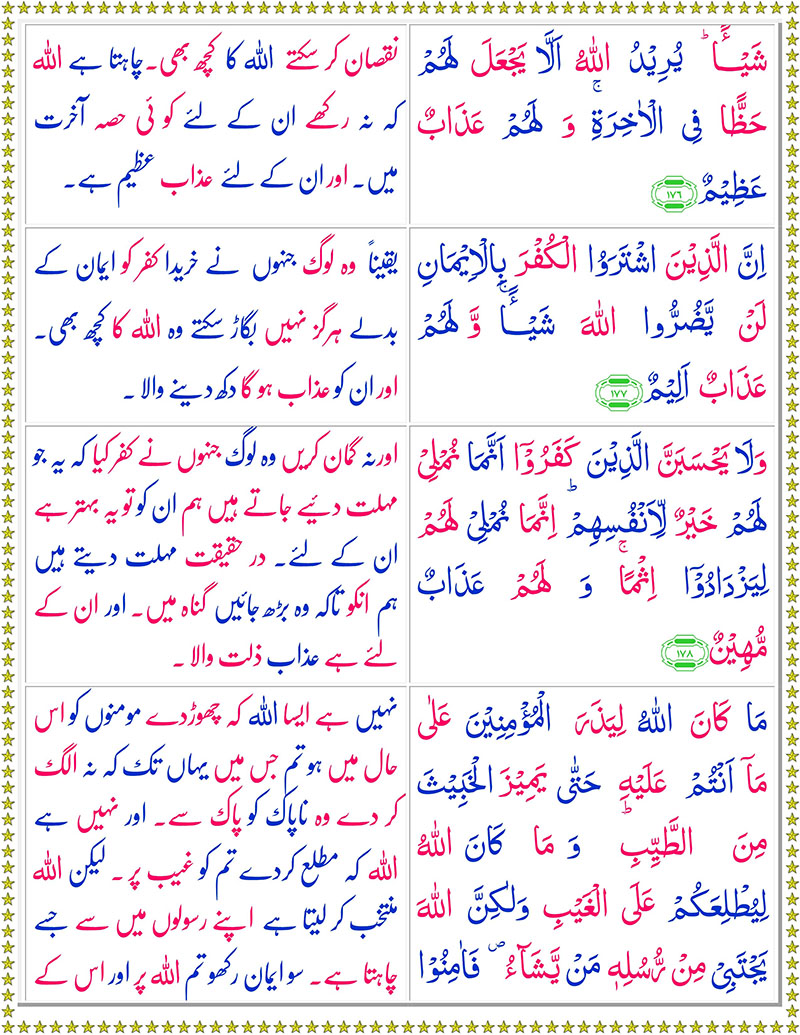 شَيْـــًٔا ؕ يُرِيْدُ اللّٰهُ اَلَّا يَجْعَلَ لَهُمْ
حَظًّا فِى الْاٰخِرَةِ ۚ وَ لَهُمْ عَذَابٌ
عَظِيْمٌ ۱۷۶
نقصان کر سکتے اللہ کا کچھ بھی۔ چاہتا ہے اللہ
کہ نہ رکھے ان کے لئے کوئی حصہ آخرت
میں۔ اور ان کے لئے عذاب عظیم ہے۔
اِنَّ الَّذِيْنَ اشْتَرَوُا الْكُفْرَ بِالْاِيْمَانِ
لَنْ يَّضُرُّوا اللّٰهَ شَيْـــًٔا ۚ وَّ لَهُمْ
عَذَابٌ اَلِيْمٌ ۱۷۷
یقیناً وہ لوگ جنہوں نے خریدا کفر کو ایمان کے
بدلے ہرگز نہیں بگاڑ سکتے وہ اللہ کا کچھ بھی۔
اور ان کو عذاب ہو گا دکھ دینے والا ۔
وَلَا يَحْسَبَنَّ الَّذِيْنَ كَفَرُوْۤا اَنَّمَا نُمْلِىْ
لَهُمْ خَيْرٌ لِّاَنْفُسِهِمْ ؕ اِنَّمَا نُمْلِىْ لَهُمْ
لِيَزْدَادُوْۤا اِثْمًا ۚ وَ لَهُمْ عَذَابٌ
مُّهِيْنٌ ۱۷۸
اور نہ گمان کریں وہ لوگ جنہوں نے کفر کیا کہ یہ جو
مہلت دئیے جاتے ہیں ہم ان کو تو یہ بہتر ہے
ان کے لئے۔ در حقیقت مہلت دیتے ہیں
ہم انکو تاکہ وہ بڑھ جائیں گناہ میں۔ اور ان کے
لئے ہے عذاب ذلت والا ۔
مَا كَانَ اللّٰهُ لِيَذَرَ الْمُؤْمِنِيْنَ عَلٰى
مَاۤ اَنْتُمْ عَلَيْهِ حَتّٰى يَمِيْزَ الْخَبِيْثَ
مِنَ الطَّيِّبِ ؕ وَ مَا كَانَ اللّٰهُ
لِيُطْلِعَكُمْ عَلَى الْغَيْبِ وَلٰكِنَّ اللّٰهَ
يَجْتَبِىْ مِنْ رُّسُلِهٖ مَنْ يَّشَآءُ ۪ فَاٰمِنُوْا
نہیں ہے ایسا اللہ کہ چھوڑ دے مومنوں کو اس
حال میں ہو تم جس میں یہاں تک کہ نہ الگ
کر دے وہ ناپاک کو پاک سے۔ اور نہیں ہے
اللہ کہ مطلع کر دے تم کو غیب پر ۔ لیکن اللہ
منتخب کر لیتا ہے اپنے رسولوں میں سے جسے
چاہتا ہے۔ سو ایمان رکھو تم اللہ پر اور اس کے